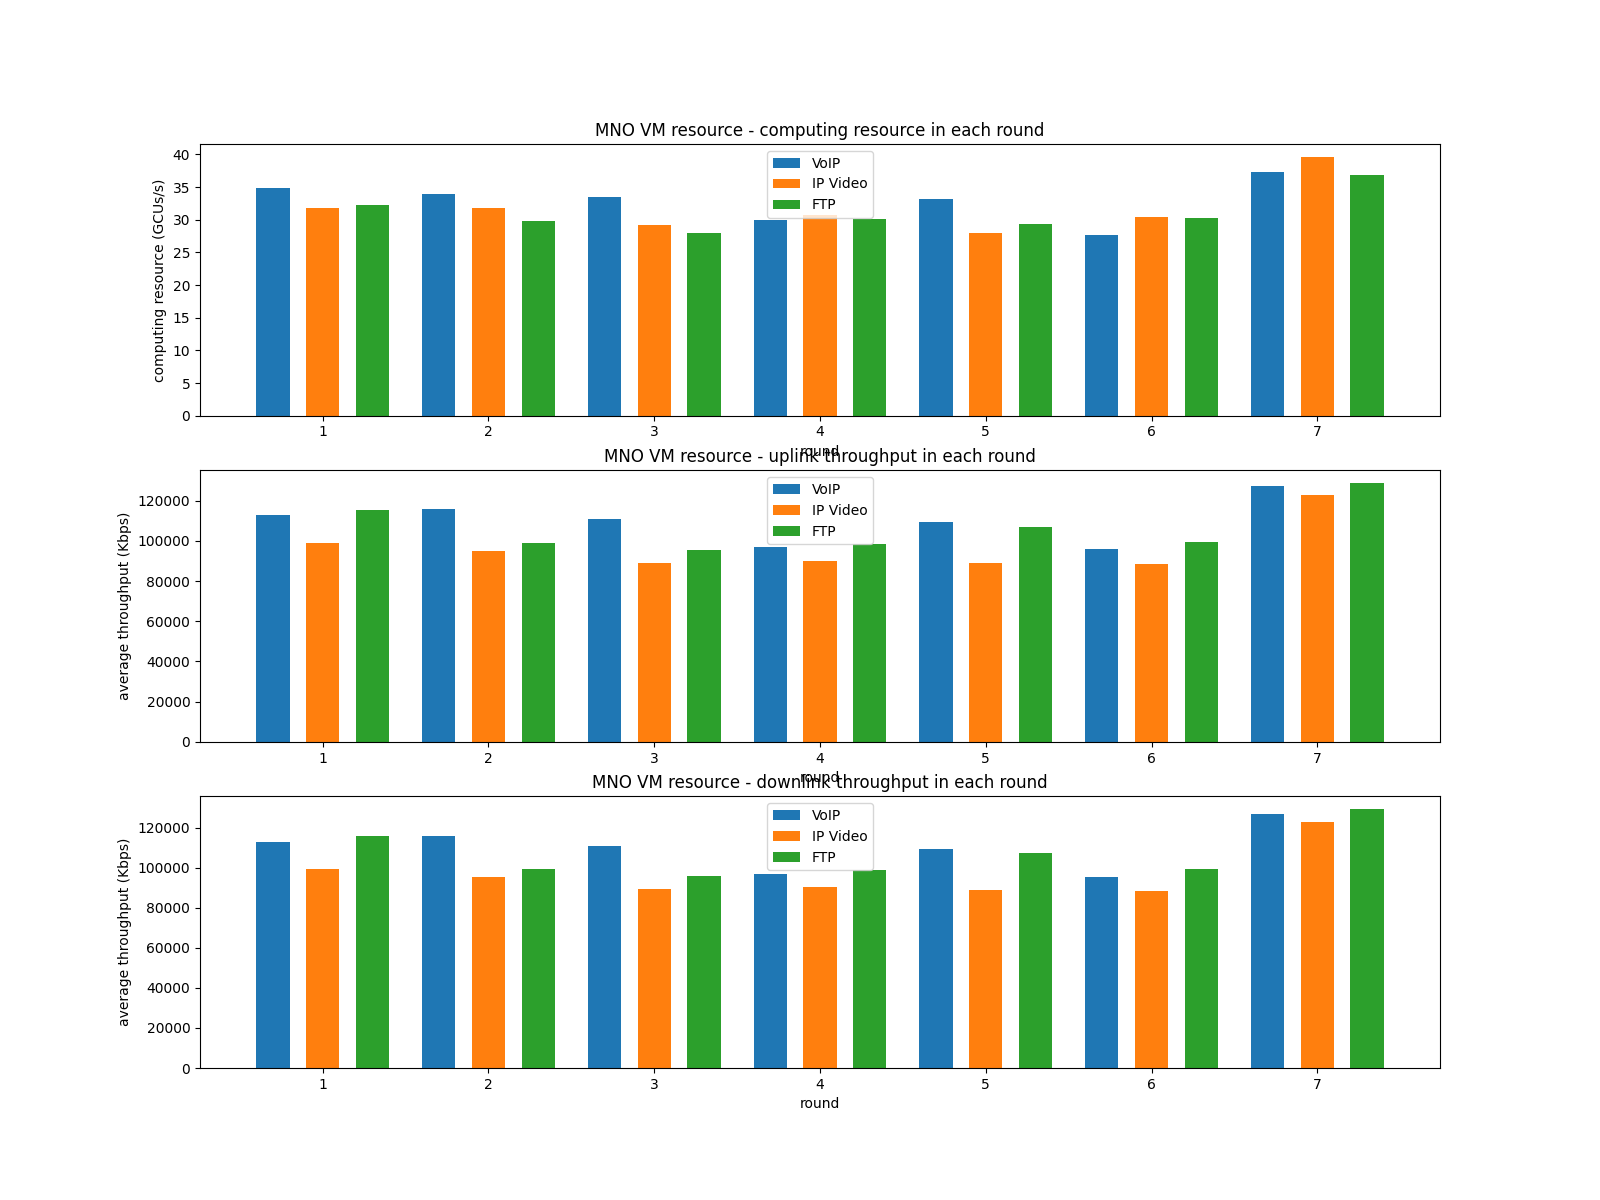 MNO VM resource - computing resource in each round
computing resource (GCUs/s)
40
35
30
25
20
15
10
5
0
VoIP
IP Video
FTP
1 2 3 4 5 6 7
round
MNO VM resource - uplink throughput in each round
average throughput (Kbps)
120000
100000
80000
60000
40000
20000
0
VoIP
IP Video
FTP
1 2 3 4 5 6 7
round
MNO VM resource - downlink throughput in each round
average throughput (Kbps)
120000
100000
80000
60000
40000
20000
0
VoIP
IP Video
FTP
1 2 3 4 5 6 7
round